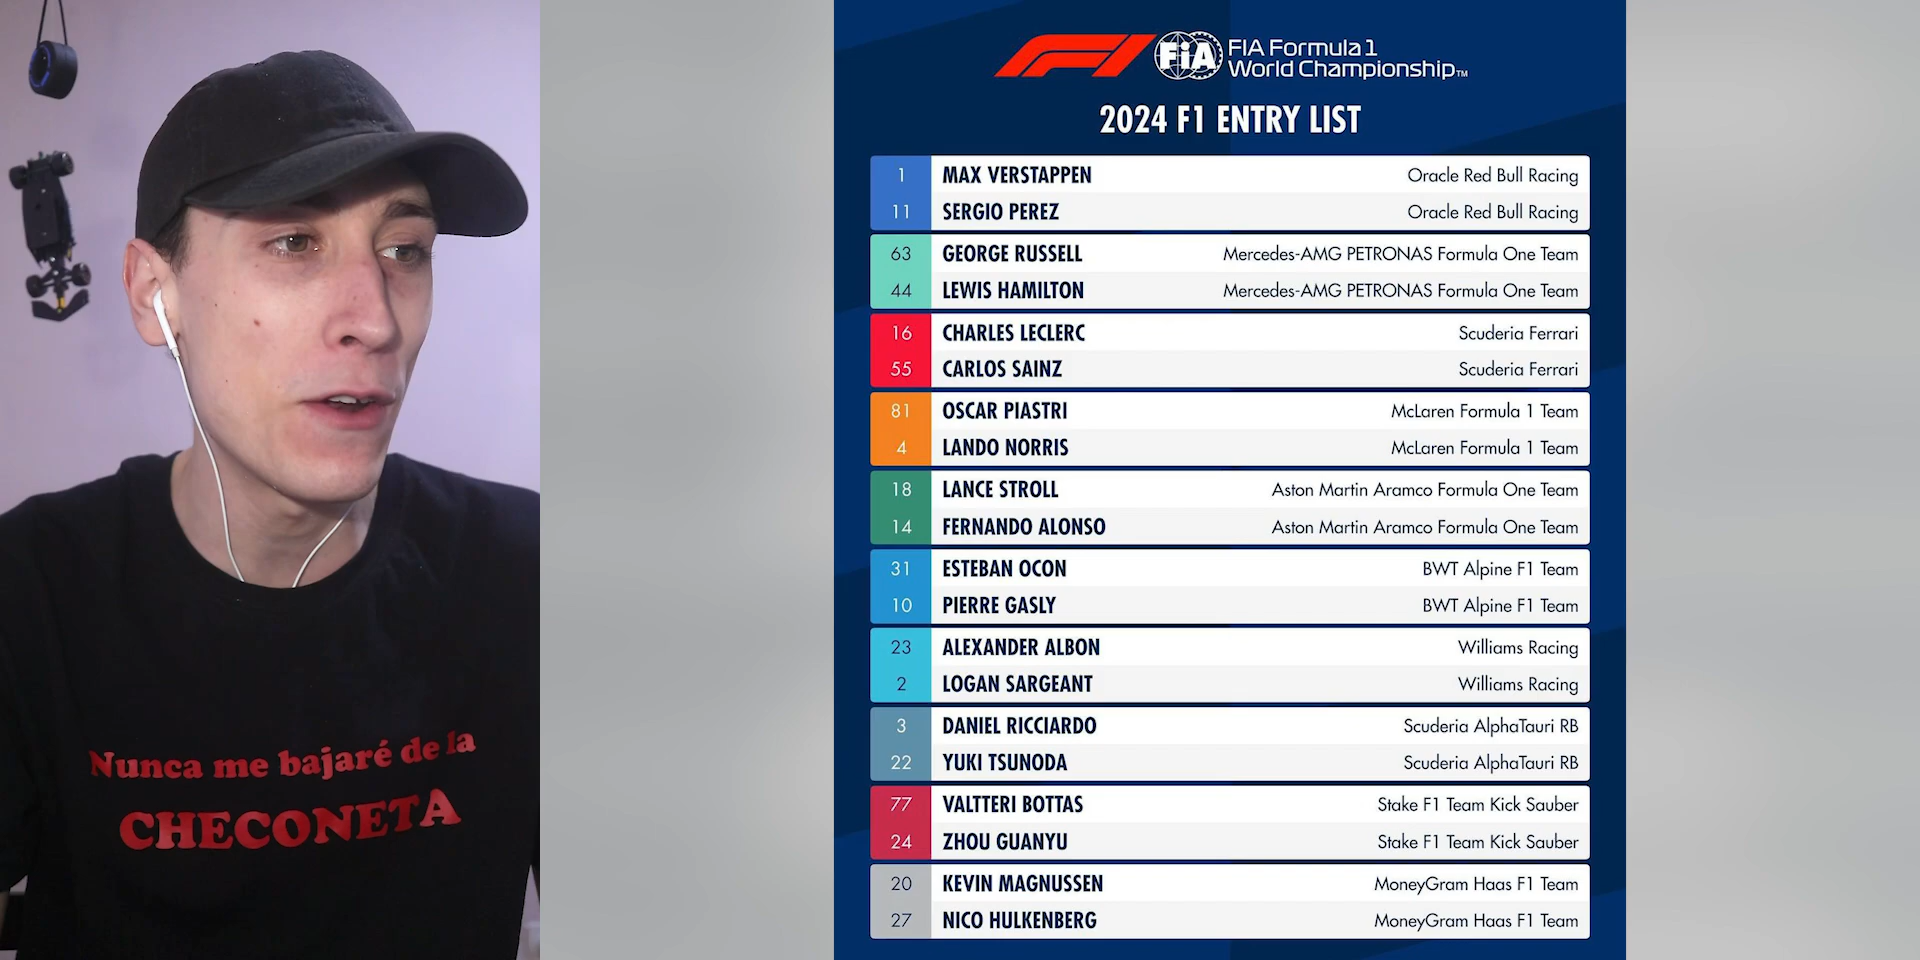 FIA FIA Formula 1
World Championship™
2024 F1 ENTRY LIST
1 MAX VERSTAPPEN Oracle Red Bull Racing
11 SERGIO PEREZ Oracle Red Bull Racing
63 GEORGE RUSSELL Mercedes-AMG PETRONAS Formula One Team
44 LEWIS HAMILTON Mercedes-AMG PETRONAS Formula One Team
16 CHARLES LECLERC Scuderia Ferrari
55 CARLOS SAINZ Scuderia Ferrari
81 OSCAR PIASTRI McLaren Formula 1 Team
4 LANDO NORRIS McLaren Formula 1 Team
18 LANCE STROLL Aston Martin Aramco Formula One Team
14 FERNANDO ALONSO Aston Martin Aramco Formula One Team
31 ESTEBAN OCON BWT Alpine F1 Team
10 PIERRE GASLY BWT Alpine F1 Team
23 ALEXANDER ALBON Williams Racing
2 LOGAN SARGEANT Williams Racing
3 DANIEL RICCIARDO Scuderia AlphaTauri RB
22 YUKI TSUNODA Scuderia AlphaTauri RB
77 VALTTERI BOTTAS Stake F1 Team Kick Sauber
24 ZHOU GUANYU Stake F1 Team Kick Sauber
20 KEVIN MAGNUSSEN MoneyGram Haas F1 Team
27 NICO HULKENBERG MoneyGram Haas F1 Team
Nunca me bajaré de la
CHECONETA